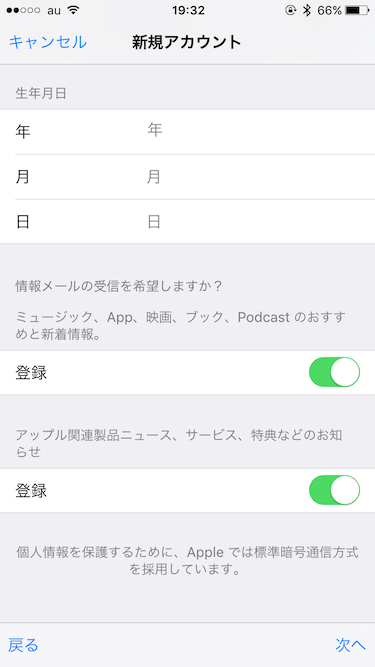 au 19:32 66%
キャンセル 新規アカウント
生年月日
年 年
月 月
日 日
情報メールの受信を希望しますか？
ミュージック、App、映画、ブック、Podcast のおすす
めと新着情報。
登録
アップル関連製品ニュース、サービス、特典などのお知
らせ
登録
個人情報を保護するために、Apple では標準暗号通信方式
を採用しています。
戻る 次へ